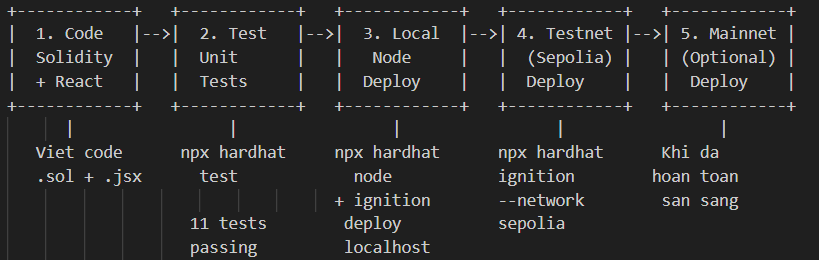 +------------+   +------------+   +------------+   +------------+   +------------+
|  1. Code   |-->|  2. Test   |-->|  3. Local  |-->| 4. Testnet |-->| 5. Mainnet |
|  Solidity  |   |  Unit      |   |   Node     |   |  (Sepolia) |   | (Optional) |
|  + React   |   |  Tests     |   |  Deploy    |   |  Deploy    |   |  Deploy    |
+------------+   +------------+   +------------+   +------------+   +------------+
|                |                |                |                |
Viet code    npx hardhat     npx hardhat     npx hardhat      Khi da
.sol + .jsx     test            node          ignition        hoan toan
+ ignition      --network        san sang
11 tests        deploy         sepolia
passing         localhost